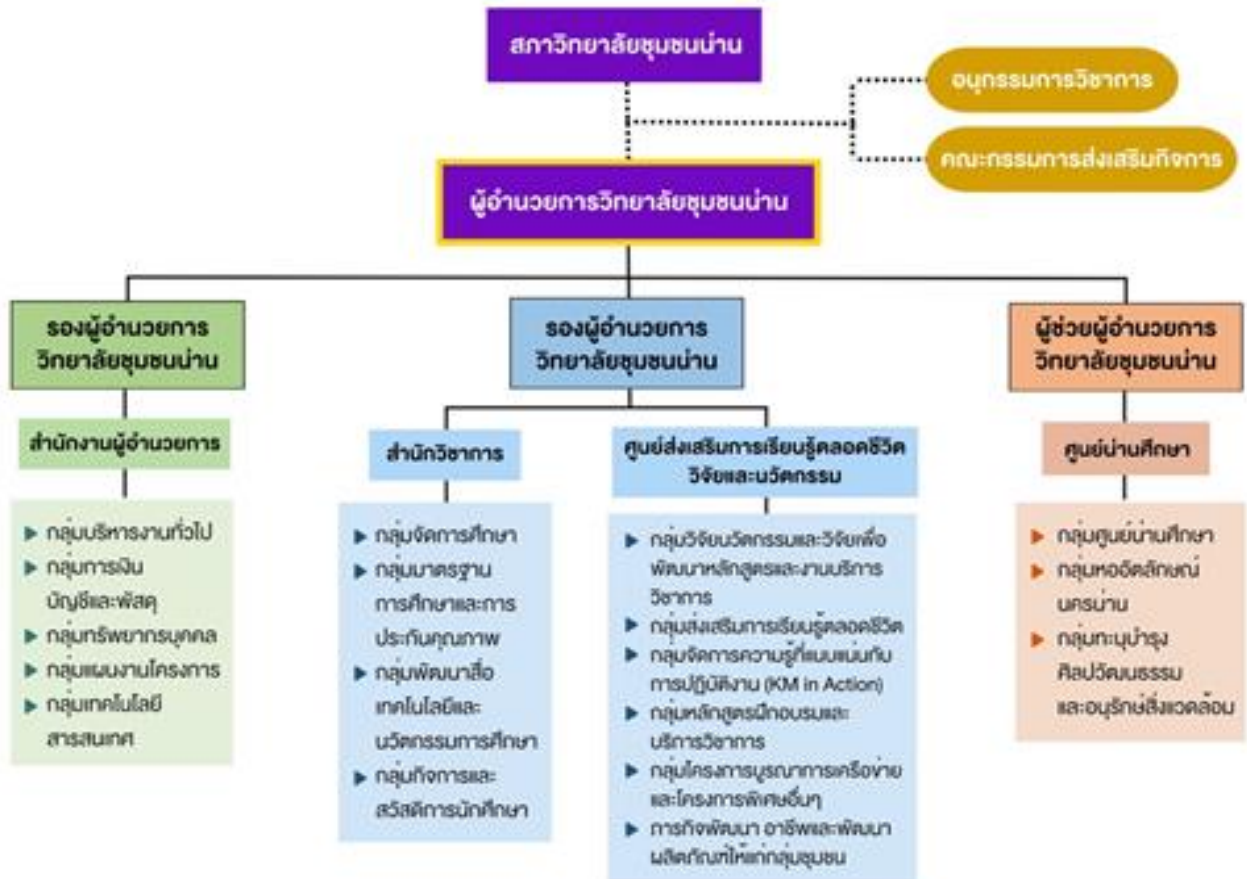 สภาวิทยาลัยชุมชนน่าน
อนุกรรมการวิชาการ
คณะกรรมการส่งเสริมกิจการ
ผู้อำนวยการวิทยาลัยชุมชนน่าน
รองผู้อำนวยการ
วิทยาลัยชุมชนน่าน
สำนักงานผู้อำนวยการ
กลุ่มบริหารงานทั่วไป
กลุ่มการเงิน
บัญชีและพัสดุ
กลุ่มทรัพยากรบุคคล
กลุ่มแผนงานโครงการ
กลุ่มเทคโนโลยี
สารสนเทศ
รองผู้อำนวยการ
วิทยาลัยชุมชนน่าน
สำนักวิชาการ
กลุ่มจัดการศึกษา
กลุ่มมาตรฐาน
การศึกษาและการ
ประกันคุณภาพ
กลุ่มพัฒนาสื่อ
เทคโนโลยีและ
นวัตกรรมการศึกษา
กลุ่มกิจการและ
สวัสดิการนักศึกษา
ศูนย์ส่งเสริมการเรียนรู้ตลอดชีวิต
วิจัยและนวัตกรรม
กลุ่มวิจัยนวัตกรรมและวิจัยเพื่อ
พัฒนาหลักสูตรและงานบริการ
วิชาการ
กลุ่มส่งเสริมการเรียนรู้ตลอดชีวิต
กลุ่มจัดการความรู้ที่แนบแน่นกับ
การปฏิบัติงาน (KM in Action)
กลุ่มหลักสูตรฝึกอบรมและ
บริการวิชาการ
กลุ่มโครงการบูรณาการเครือข่าย
และโครงการพิเศษอื่นๆ
ภารกิจพัฒนา อาชีพและพัฒนา
ผลิตภัณฑ์ให้แก่กลุ่มชุมชน
ผู้ช่วยผู้อำนวยการ
วิทยาลัยชุมชนน่าน
ศูนย์น่านศึกษา
กลุ่มศูนย์น่านศึกษา
กลุ่มหออัตลักษณ์
นครน่าน
กลุ่มทะนุบำรุง
ศิลปวัฒนธรรม
และอนุรักษ์สิ่งแวดล้อม